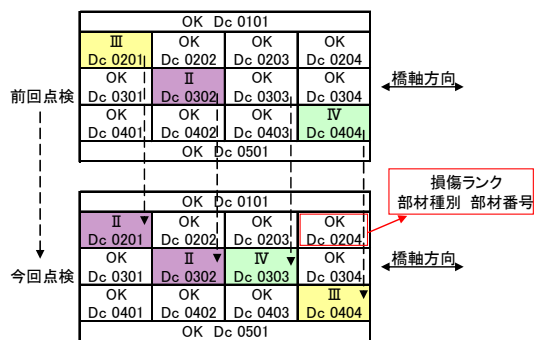 OK Dc 0101
Ⅲ OK OK OK
Dc 0201 Dc 0202 Dc 0203 Dc 0204
OK Ⅱ OK OK
Dc 0301 Dc 0302 Dc 0303 Dc 0304
OK OK OK Ⅳ
Dc 0401 Dc 0402 Dc 0403 Dc 0404
OK Dc 0501
前回点検
橋軸方向
損傷ランク
部材種別 部材番号
OK Dc 0101
Ⅱ OK OK OK
Dc 0201 Dc 0202 Dc 0203 Dc 0204
OK Ⅱ Ⅳ OK
Dc 0301 Dc 0302 Dc 0303 Dc 0304
OK OK OK Ⅲ
Dc 0401 Dc 0402 Dc 0403 Dc 0404
OK Dc 0501
今回点検
橋軸方向